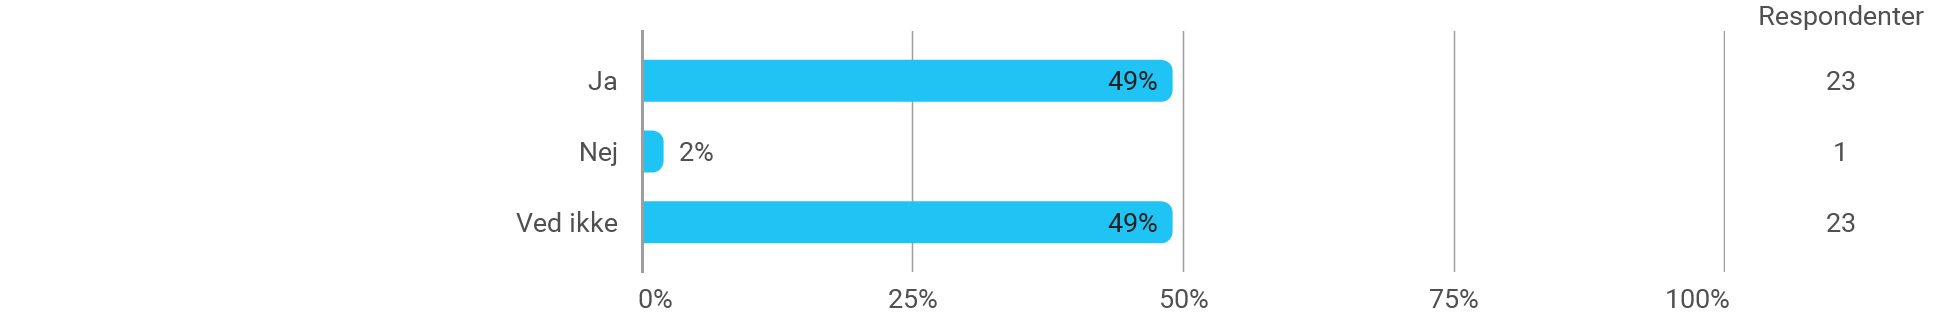 Respondenter
Ja 49% 23
Nej 2% 1
Ved ikke 49% 23
0% 25% 50% 75% 100%